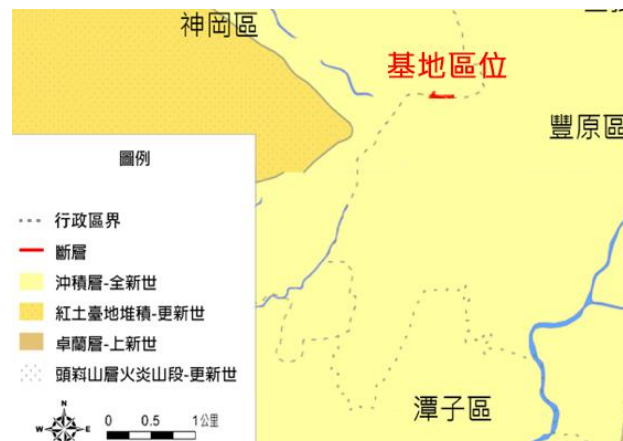 神岡區
基地區位
豐原區
圖例
行政區界
斷層
沖積層-全新世
紅土臺地堆積-更新世
卓蘭層-上新世
頭嵙山層火炎山段-更新世
N
W E
S
0 0.5 1公里
潭子區